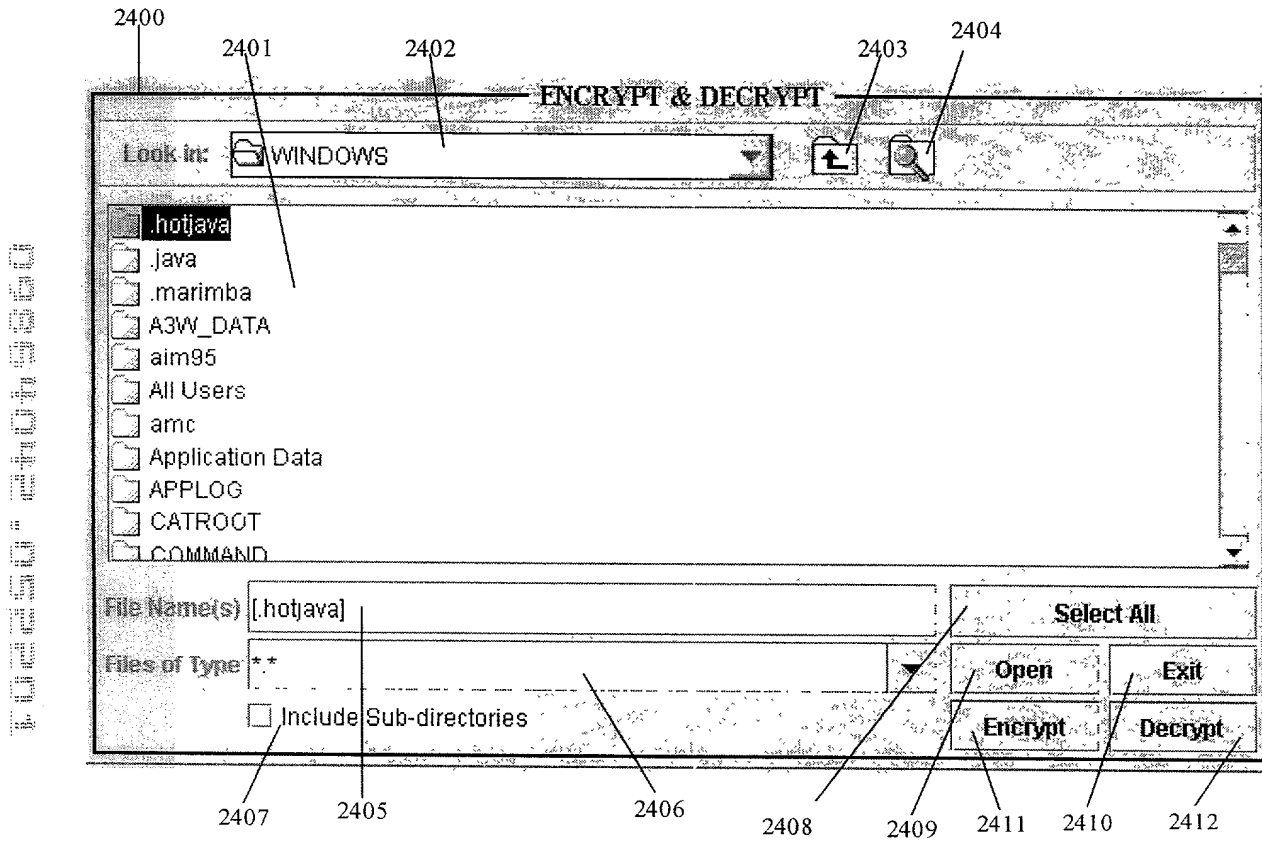 2400
2401 2402 2403 2404
ENCRYPT & DECRYPT
Look in: WINDOWS
.hotjava
.java
.marimba
A3W_DATA
aim95
All Users
amc
Application Data
APPLOG
CATROOT
COMMAND
File Name(s) [.hotjava] Select All
Files of Type *.* Open Exit
Include Sub-directories Encrypt Decrypt
2407 2405 2406 2408 2409 2411 2410 2412